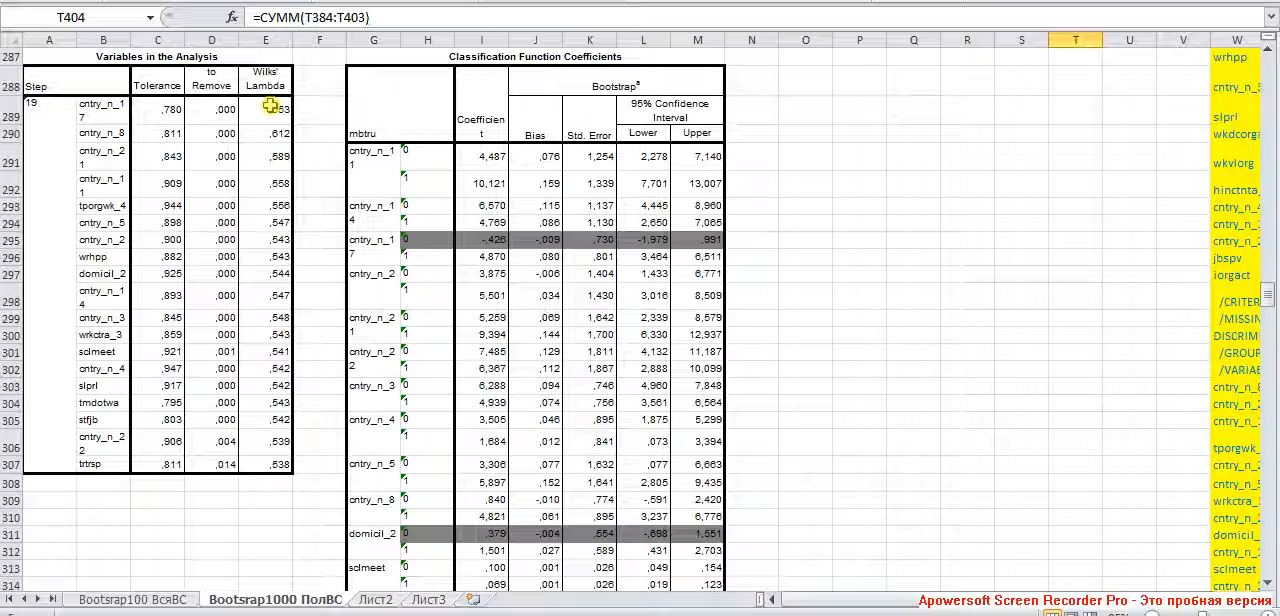 T404 fx =СУММ(T384:T403)
A B C D E F G H I J K L M N O P Q R S T U V W
287 Variables in the Analysis Classification Function Coefficients wrhpp
288 Step Tolerance to Remove Wilks' Lambda Bootstrapª
289 19 cntry_n_17 ,780 ,000 mbtru Coefficient Bias Std. Error 95% Confidence Interval Lower Upper slprl
290 cntry_n_8 ,811 ,000 ,612 wkdcorga
291 cntry_n_21 ,843 ,000 ,589 cntry_n_11 0 4,487 ,076 1,254 2,278 7,140 wkvlorg
292 cntry_n_11 ,909 ,000 ,558 1 10,121 ,159 1,339 7,701 13,007 hinctnta_
293 tporgwk_4 ,944 ,000 ,556 cntry_n_14 0 6,570 ,115 1,137 4,445 8,960 cntry_n_4
294 cntry_n_5 ,898 ,000 ,547 1 4,769 ,086 1,130 2,650 7,065 cntry_n_1
295 cntry_n_2 ,900 ,000 ,543 cntry_n_17 0 -,426 -,009 ,730 -1,979 ,991 cntry_n_2
296 wrhpp ,882 ,000 ,543 1 4,870 ,080 ,801 3,464 6,511 jbspv
297 domicil_2 ,925 ,000 ,544 cntry_n_2 0 3,875 -,006 1,404 1,433 6,771 iorgact
298 cntry_n_14 ,893 ,000 ,547 1 5,501 ,034 1,430 3,016 8,509 /CRITER
299 cntry_n_3 ,845 ,000 ,548 cntry_n_21 0 5,259 ,069 1,642 2,339 8,579 /MISSIN
300 wrkctra_3 ,859 ,000 ,543 1 9,394 ,144 1,700 6,330 12,937 DISCRIM
301 sclmeet ,921 ,001 ,541 cntry_n_22 0 7,485 ,129 1,811 4,132 11,187 /GROUP
302 cntry_n_4 ,947 ,000 ,542 1 6,367 ,112 1,867 2,888 10,099 /VARIAB
303 slprl ,917 ,000 ,542 cntry_n_3 0 6,288 ,094 ,746 4,960 7,848 cntry_n_8
304 tmdotwa ,795 ,000 ,543 1 4,939 ,074 ,756 3,561 6,564 cntry_n_2
305 stfjb ,803 ,000 ,542 cntry_n_4 0 3,505 ,046 ,895 1,875 5,299 cntry_n_1
306 cntry_n_22 ,906 ,004 ,539 1 1,684 ,012 ,841 ,073 3,394 tporgwk_
307 trtrsp ,811 ,014 ,538 cntry_n_5 0 3,306 ,077 1,632 ,077 6,663 cntry_n_2
308 1 5,897 ,152 1,641 2,805 9,435 cntry_n_5
309 cntry_n_8 0 ,840 -,010 ,774 -,591 2,420 wrkctra_
310 1 4,821 ,061 ,895 3,237 6,776 cntry_n_2
311 domicil_2 0 ,379 -,004 ,554 -,698 1,551 domicil_
312 1 1,501 ,027 ,589 ,431 2,703 cntry_n_2
313 sclmeet 0 ,100 ,001 ,026 ,049 ,154 sclmeet
314 1 ,069 ,001 ,026 ,019 ,123 cntry_n_
Bootsrap100 ВсяВС Bootsrap1000 ПолВС Лист2 Лист3
Apowersoft Screen Recorder Pro - Это пробная версия